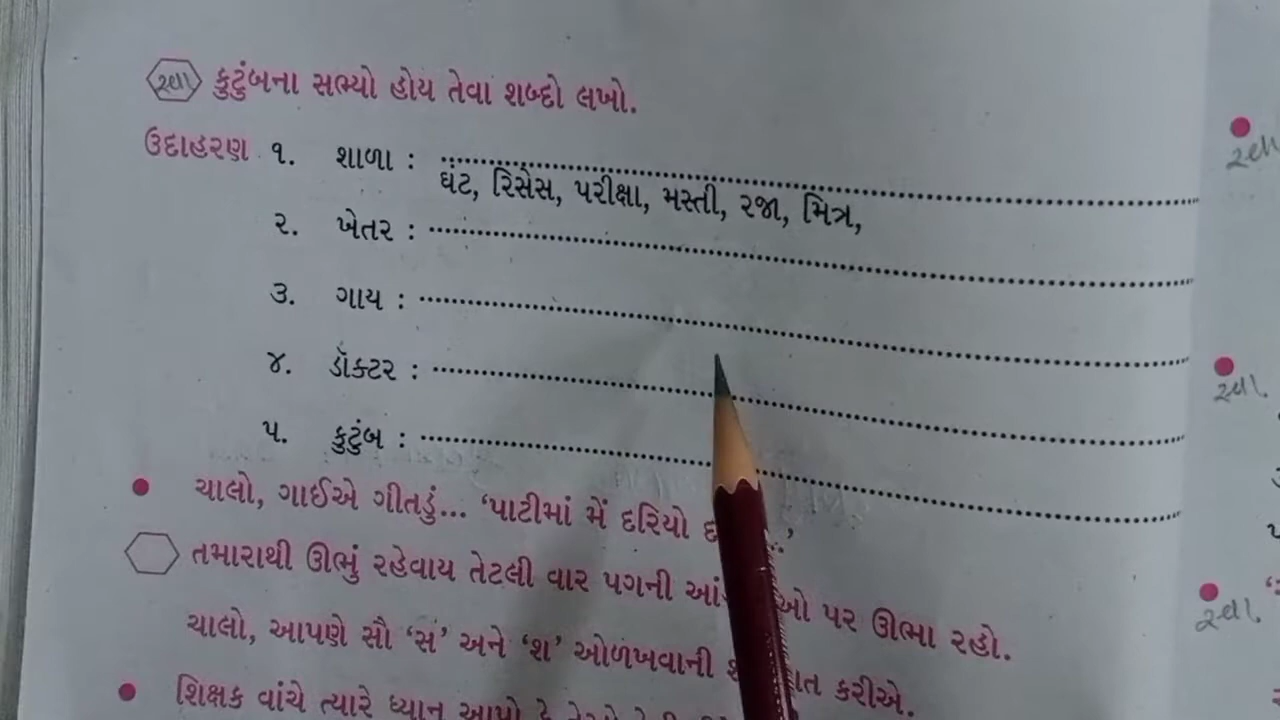 સ્વા કુટુંબના સભ્યો હોય તેવા શબ્દો લખો.
ઉદાહરણ ૧. શાળા :
ઘંટ, રિસેસ, પરીક્ષા, મસ્તી, રજા, મિત્ર,
૨. ખેતર :
૩. ગાય :
૪. ડૉક્ટર :
૫. કુટુંબ :
ચાલો, ગાઈએ ગીતડું... ‘પાટીમાં મેં દરિયો
તમારાથી ઊભું રહેવાય તેટલી વાર પગની પર ઊભા રહો.
ચાલો, આપણે સૌ ‘સ’ અને ‘શ’ ઓળખવાની કરીએ.
શિક્ષક વાંચે ત્યારે ધ્યાન આપો
સ્વા.
સ્વા.
સ્વા.